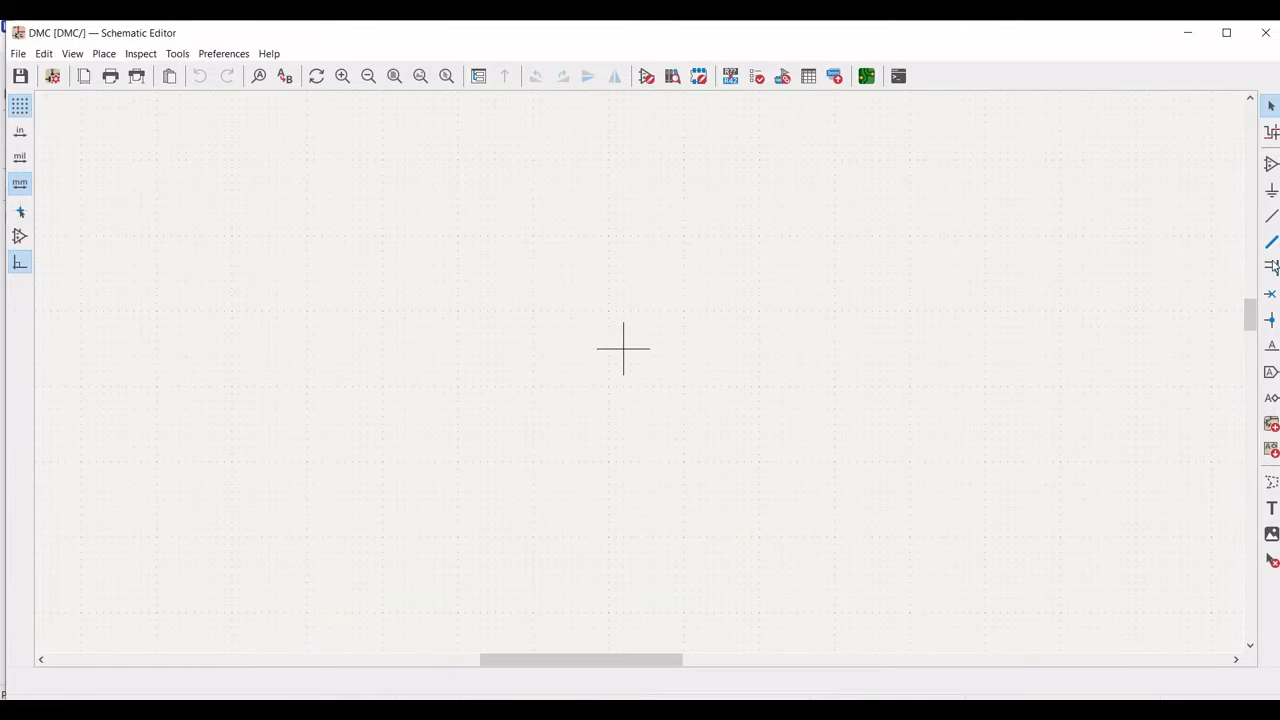 DMC [DMC/] — Schematic Editor
File Edit View Place Inspect Tools Preferences Help
in
mil
mm
A
A
A
T